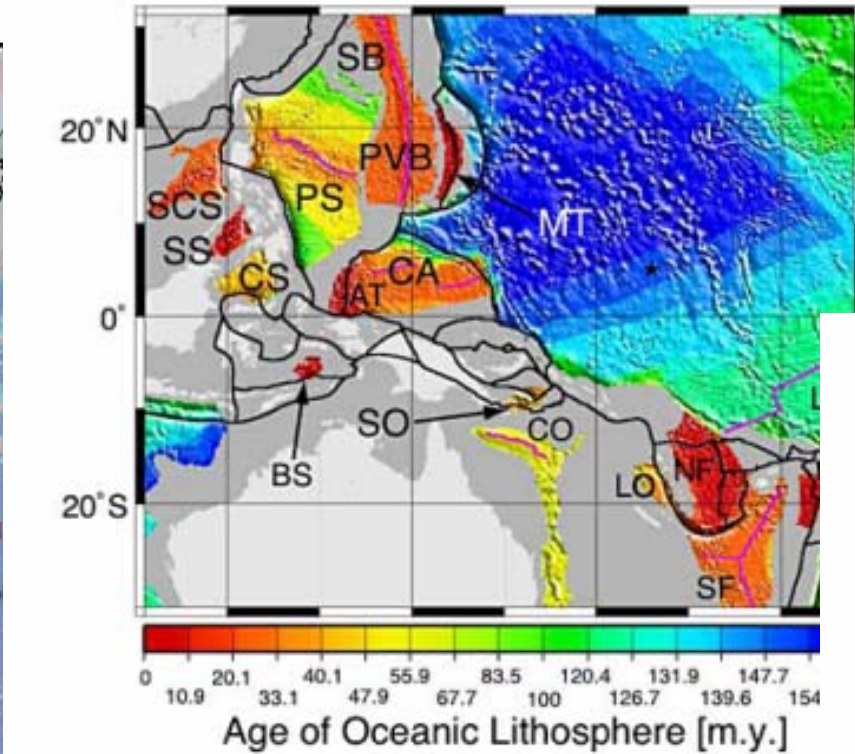 SB
20°N
PVB
SCS
PS
MT
SS
CS
CA
AT
0°
SO
CO
L
BS
LO
NF
20°S
SF
0 20.1 40.1 55.9 83.5 120.4 131.9 147.7
10.9 33.1 47.9 67.7 100 126.7 139.6 154
Age of Oceanic Lithosphere [m.y.]